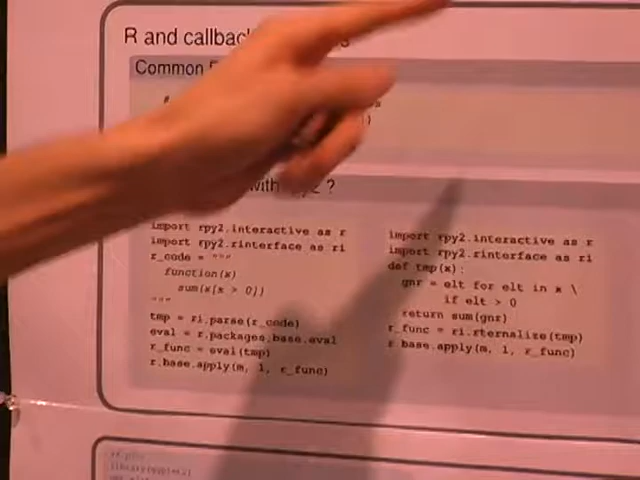 R and callback
Common
with rpy2 ?
import rpy2.interactive as r
import rpy2.rinterface as ri
r_code = """
function(x)
sum(x[x > 0])
"""
tmp = ri.parse(r_code)
eval = r.packages.base.eval
r_func = eval(tmp)
r.base.apply(m, 1, r_func)
import rpy2.interactive as r
import rpy2.rinterface as ri
def tmp(x):
gnr = elt for elt in x \
if elt > 0
return sum(gnr)
r_func = ri.rternalize(tmp)
r base.apply(m, 1, r_func)